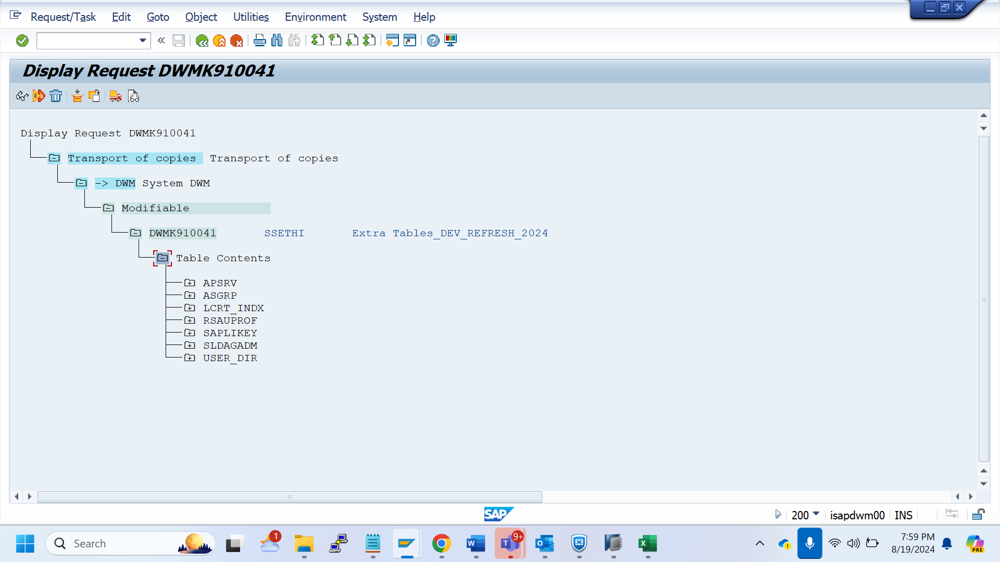 Request/Task Edit Goto Object Utilities Environment System Help
Display Request DWMK910041
Display Request DWMK910041
Transport of copies Transport of copies
-> DWM System DWM
Modifiable
DWMK910041 SSETHI Extra Tables_DEV_REFRESH_2024
Table Contents
APSRV
ASGRP
LCRT_INDX
RSAUPROF
SAPLIKEY
SLDAGADM
USER_DIR
SAP
200 isapdwm00 INS
Search
1
9+
7:59 PM
8/19/2024
PRE